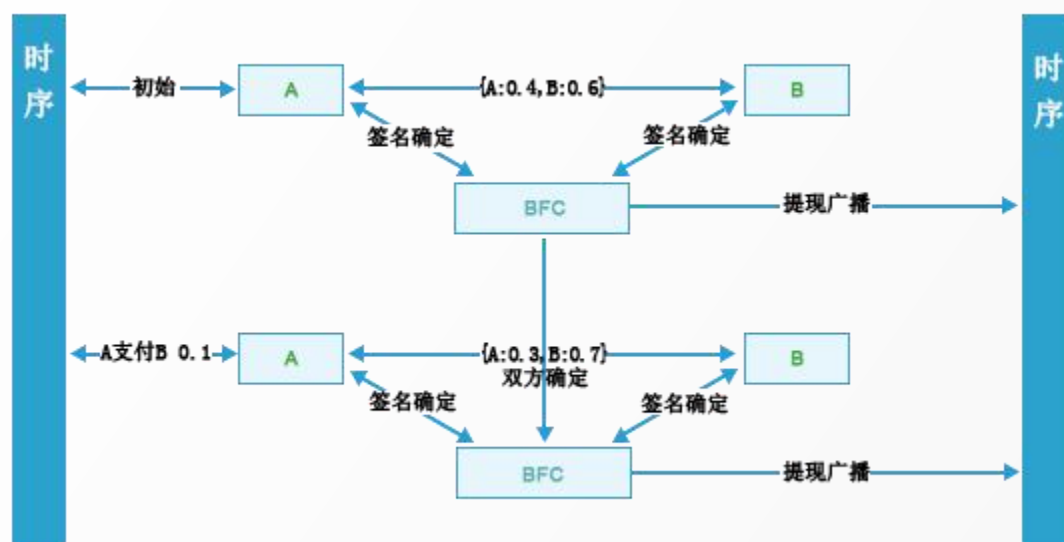 时序
时序
初始
A
{A:0.4,B:0.6}
B
签名确定
签名确定
BFC
提现广播
A支付B 0.1
A
{A:0.3,B:0.7}
双方确定
B
签名确定
签名确定
BFC
提现广播